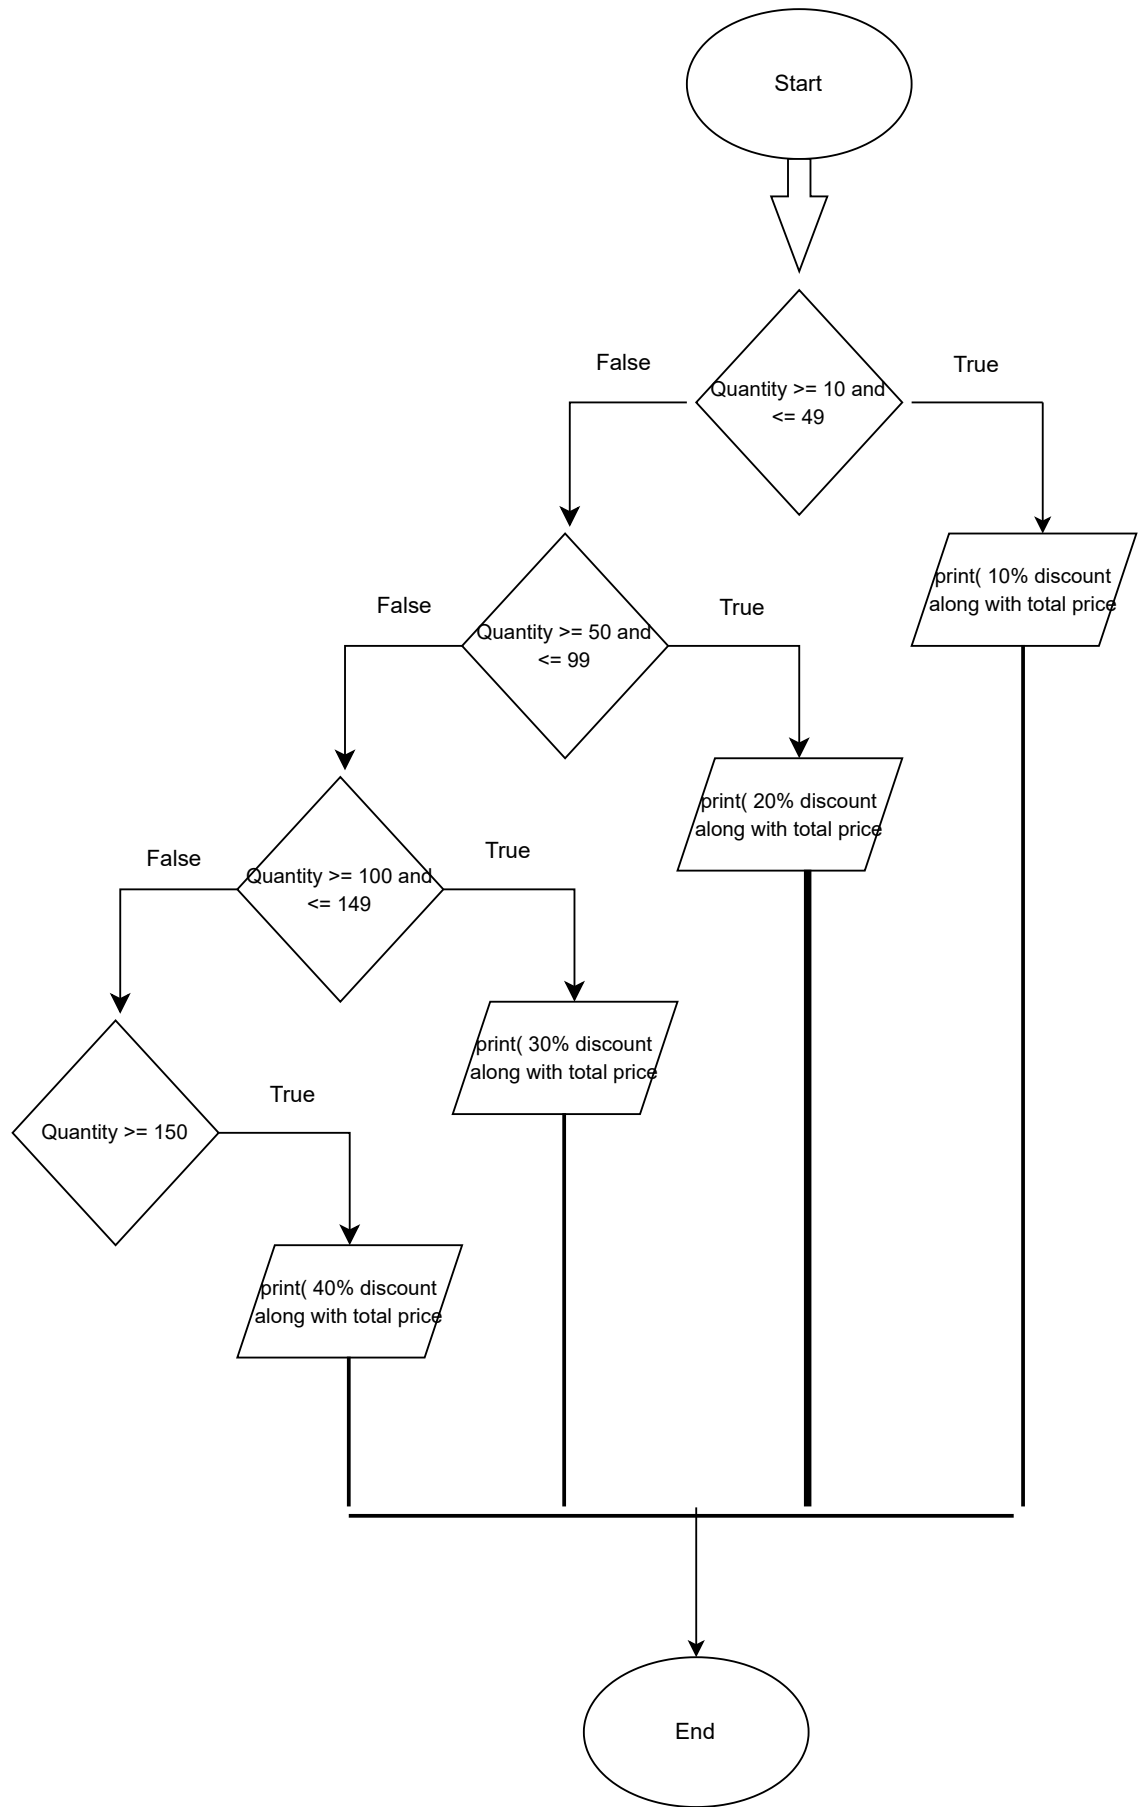 Start
False
True
Quantity >= 10 and
<= 49
print( 10% discount
along with total price
False
True
Quantity >= 50 and
<= 99
print( 20% discount
along with total price
False
True
Quantity >= 100 and
<= 149
print( 30% discount
along with total price
True
Quantity >= 150
print( 40% discount
along with total price
End